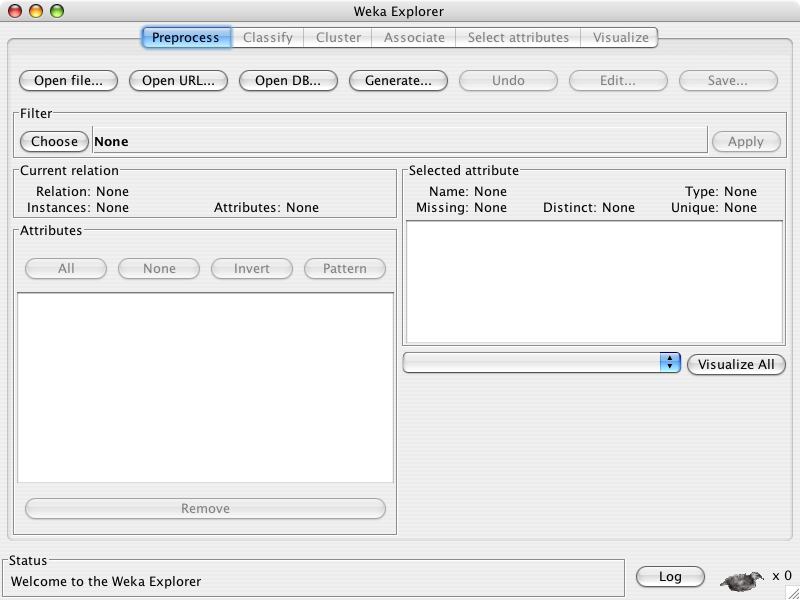 Weka Explorer
Preprocess Classify Cluster Associate Select attributes Visualize
Open file... Open URL... Open DB... Generate... Undo Edit... Save...
Filter
Choose None Apply
Current relation
Relation: None
Instances: None Attributes: None
Selected attribute
Name: None Type: None
Missing: None Distinct: None Unique: None
Attributes
All None Invert Pattern
Visualize All
Remove
Status
Welcome to the Weka Explorer
Log x 0